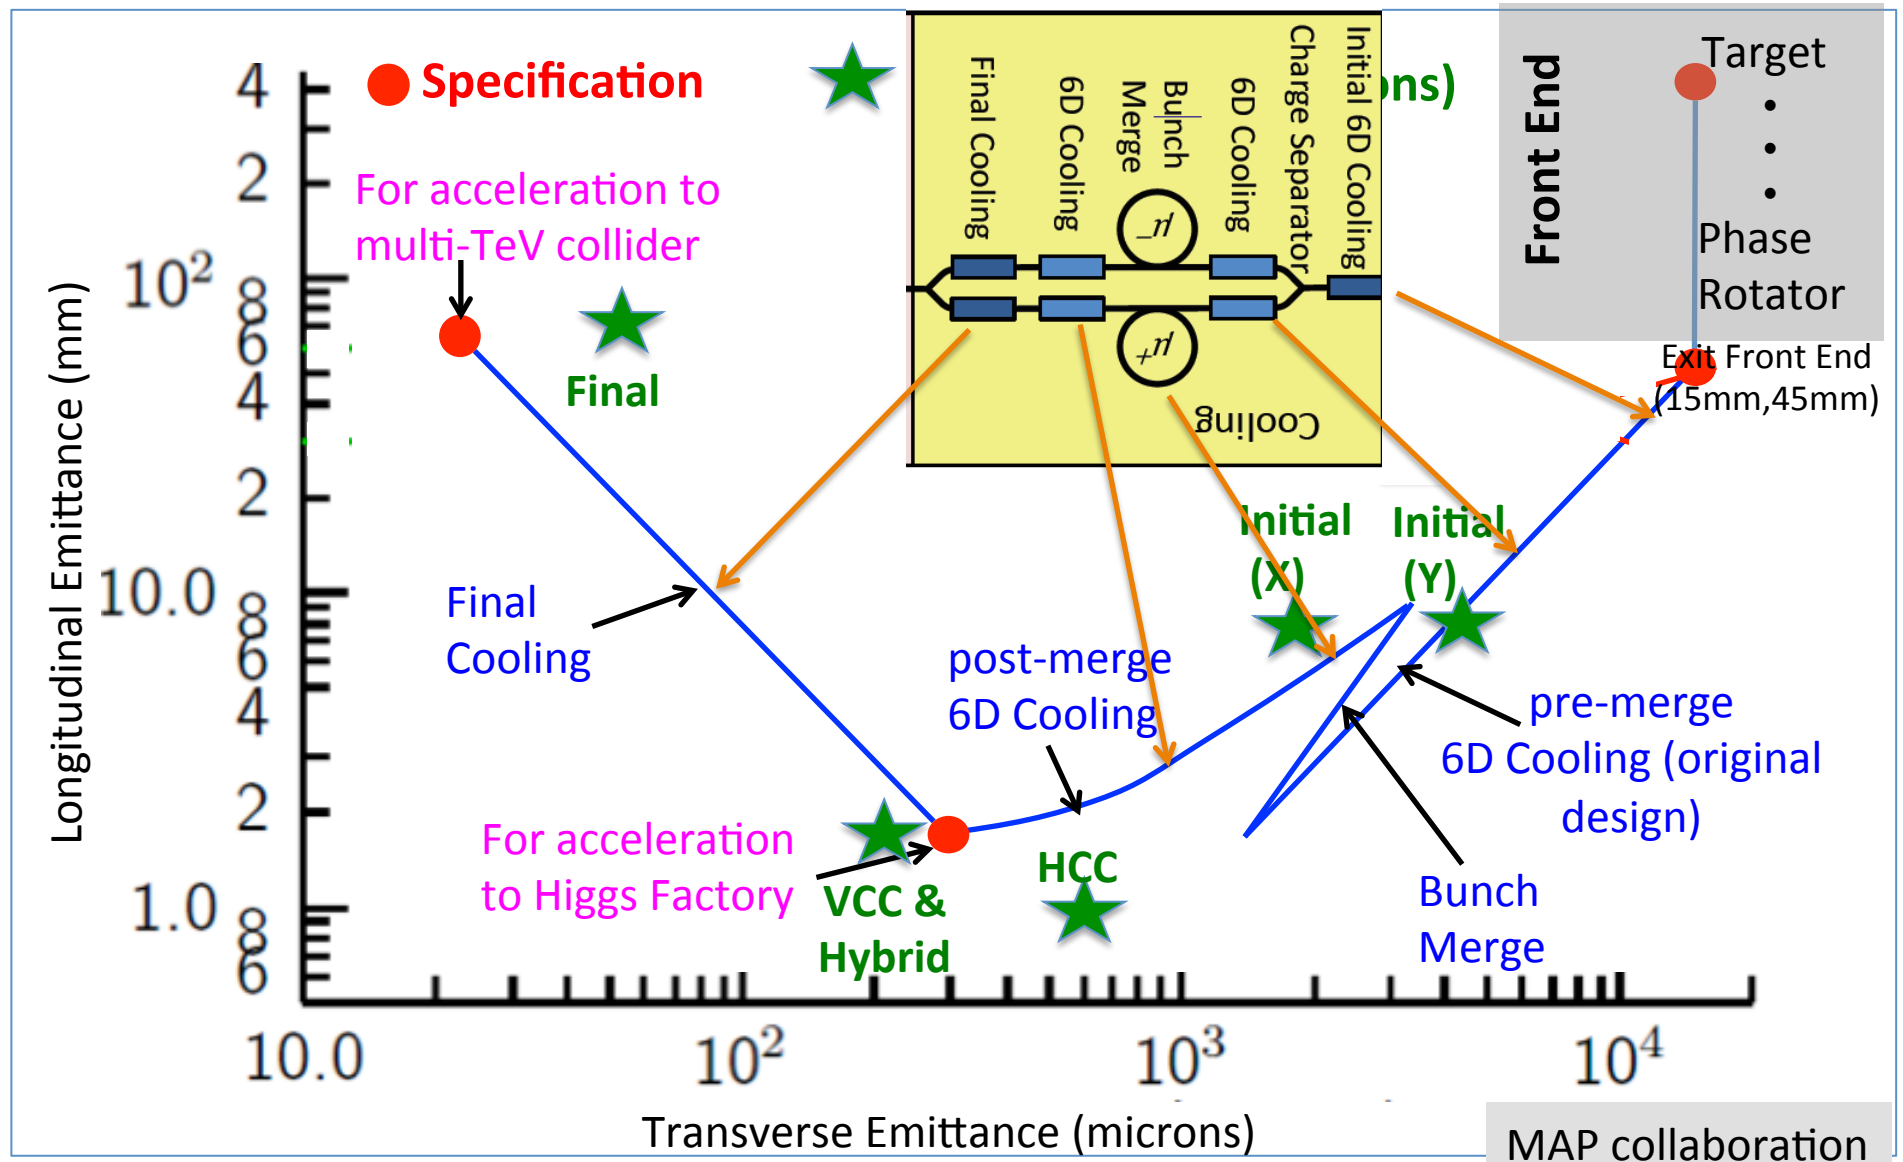 Specification
ons)
For acceleration to
multi-TeV collider
Final
Final Cooling
6D Cooling
Bunch
Merge
6D Cooling
Charge Separator
Initial 6D Cooling
μ−
μ+
Cooling
Front End
Target
Phase
Rotator
Exit Front End
(15mm,45mm)
Initial
(X)
Initial
(Y)
Final
Cooling
post-merge
6D Cooling
pre-merge
6D Cooling (original
design)
Bunch
Merge
For acceleration
to Higgs Factory
VCC &
Hybrid
HCC
Longitudinal Emittance (mm)
4
2
10²
8
6
4
2
10.0
8
6
4
2
1.0
8
6
10.0
10²
10³
10⁴
Transverse Emittance (microns)
MAP collaboration